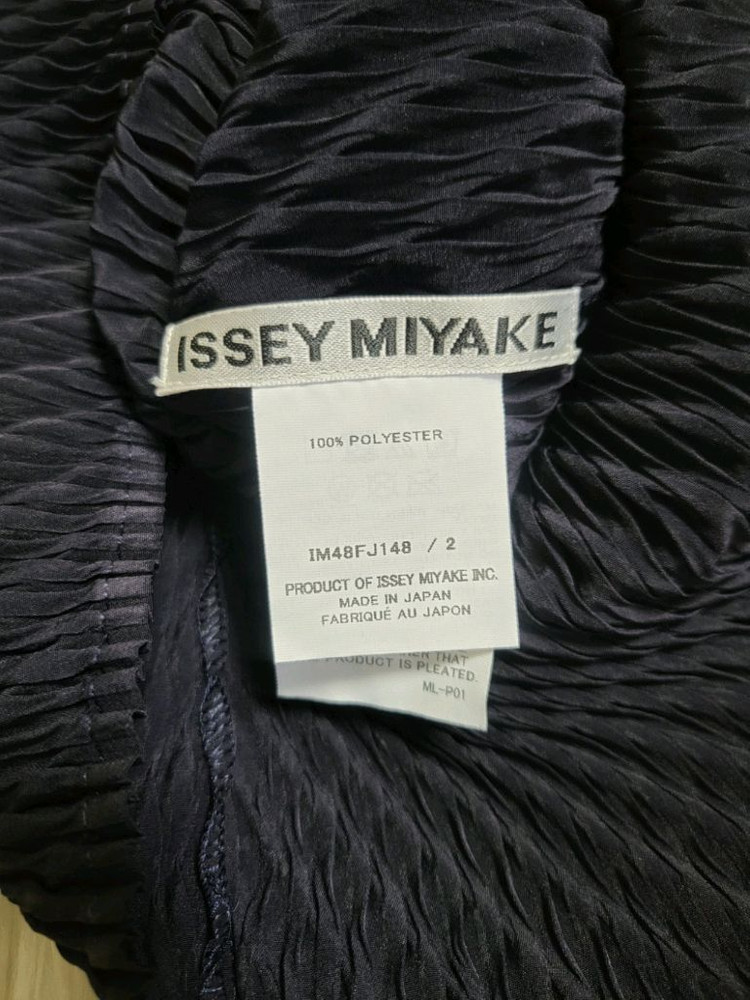 ISSEY MIYAKE
100% POLYESTER
IM48FJ148 / 2
PRODUCT OF ISSEY MIYAKE INC.
MADE IN JAPAN
FABRIQUÉ AU JAPON
THAT
PRODUCT IS PLEATED.
ML-P01